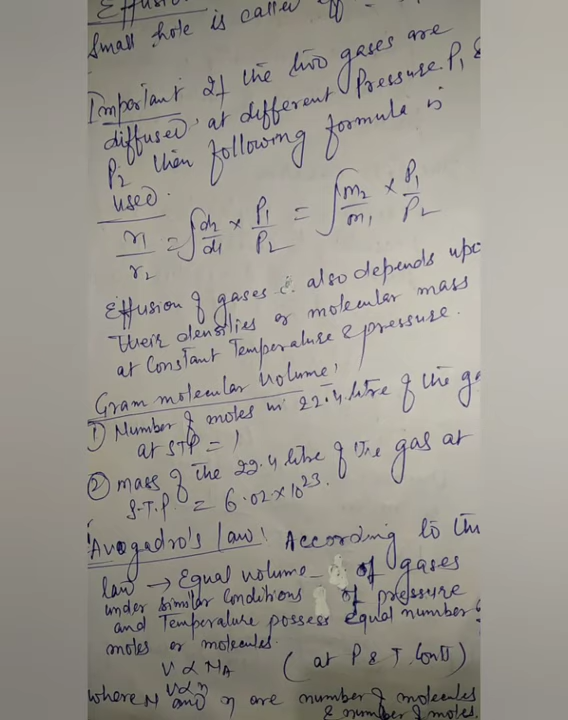 Effusion
Small hole is called eff
Important If the two gases are
diffused at different Pressure. P₁ &
P₂ then following formula is
used.
r₁/r₂ = √d₂/d₁ × P₁/P₂ = √m₂/m₁ × P₁/P₂
Effusion of gases is also depends upo
their densities or molecular mass
at Constant Temperature & pressure.
Gram molecular Volume!
1) Number of moles in 22.4 litre of the ga
at STP = 1
② mass of the 22.4 litre of the gas at
S.T.P. = 6.02×10²³.
Avogadro's law! According to the
law → Equal volume of gases
under similar conditions of pressure
and Temperature possess equal number
moles or molecules.
V ∝ NA (at P & T const)
V ∝ n
where N and n are number of molecules
& number of moles.